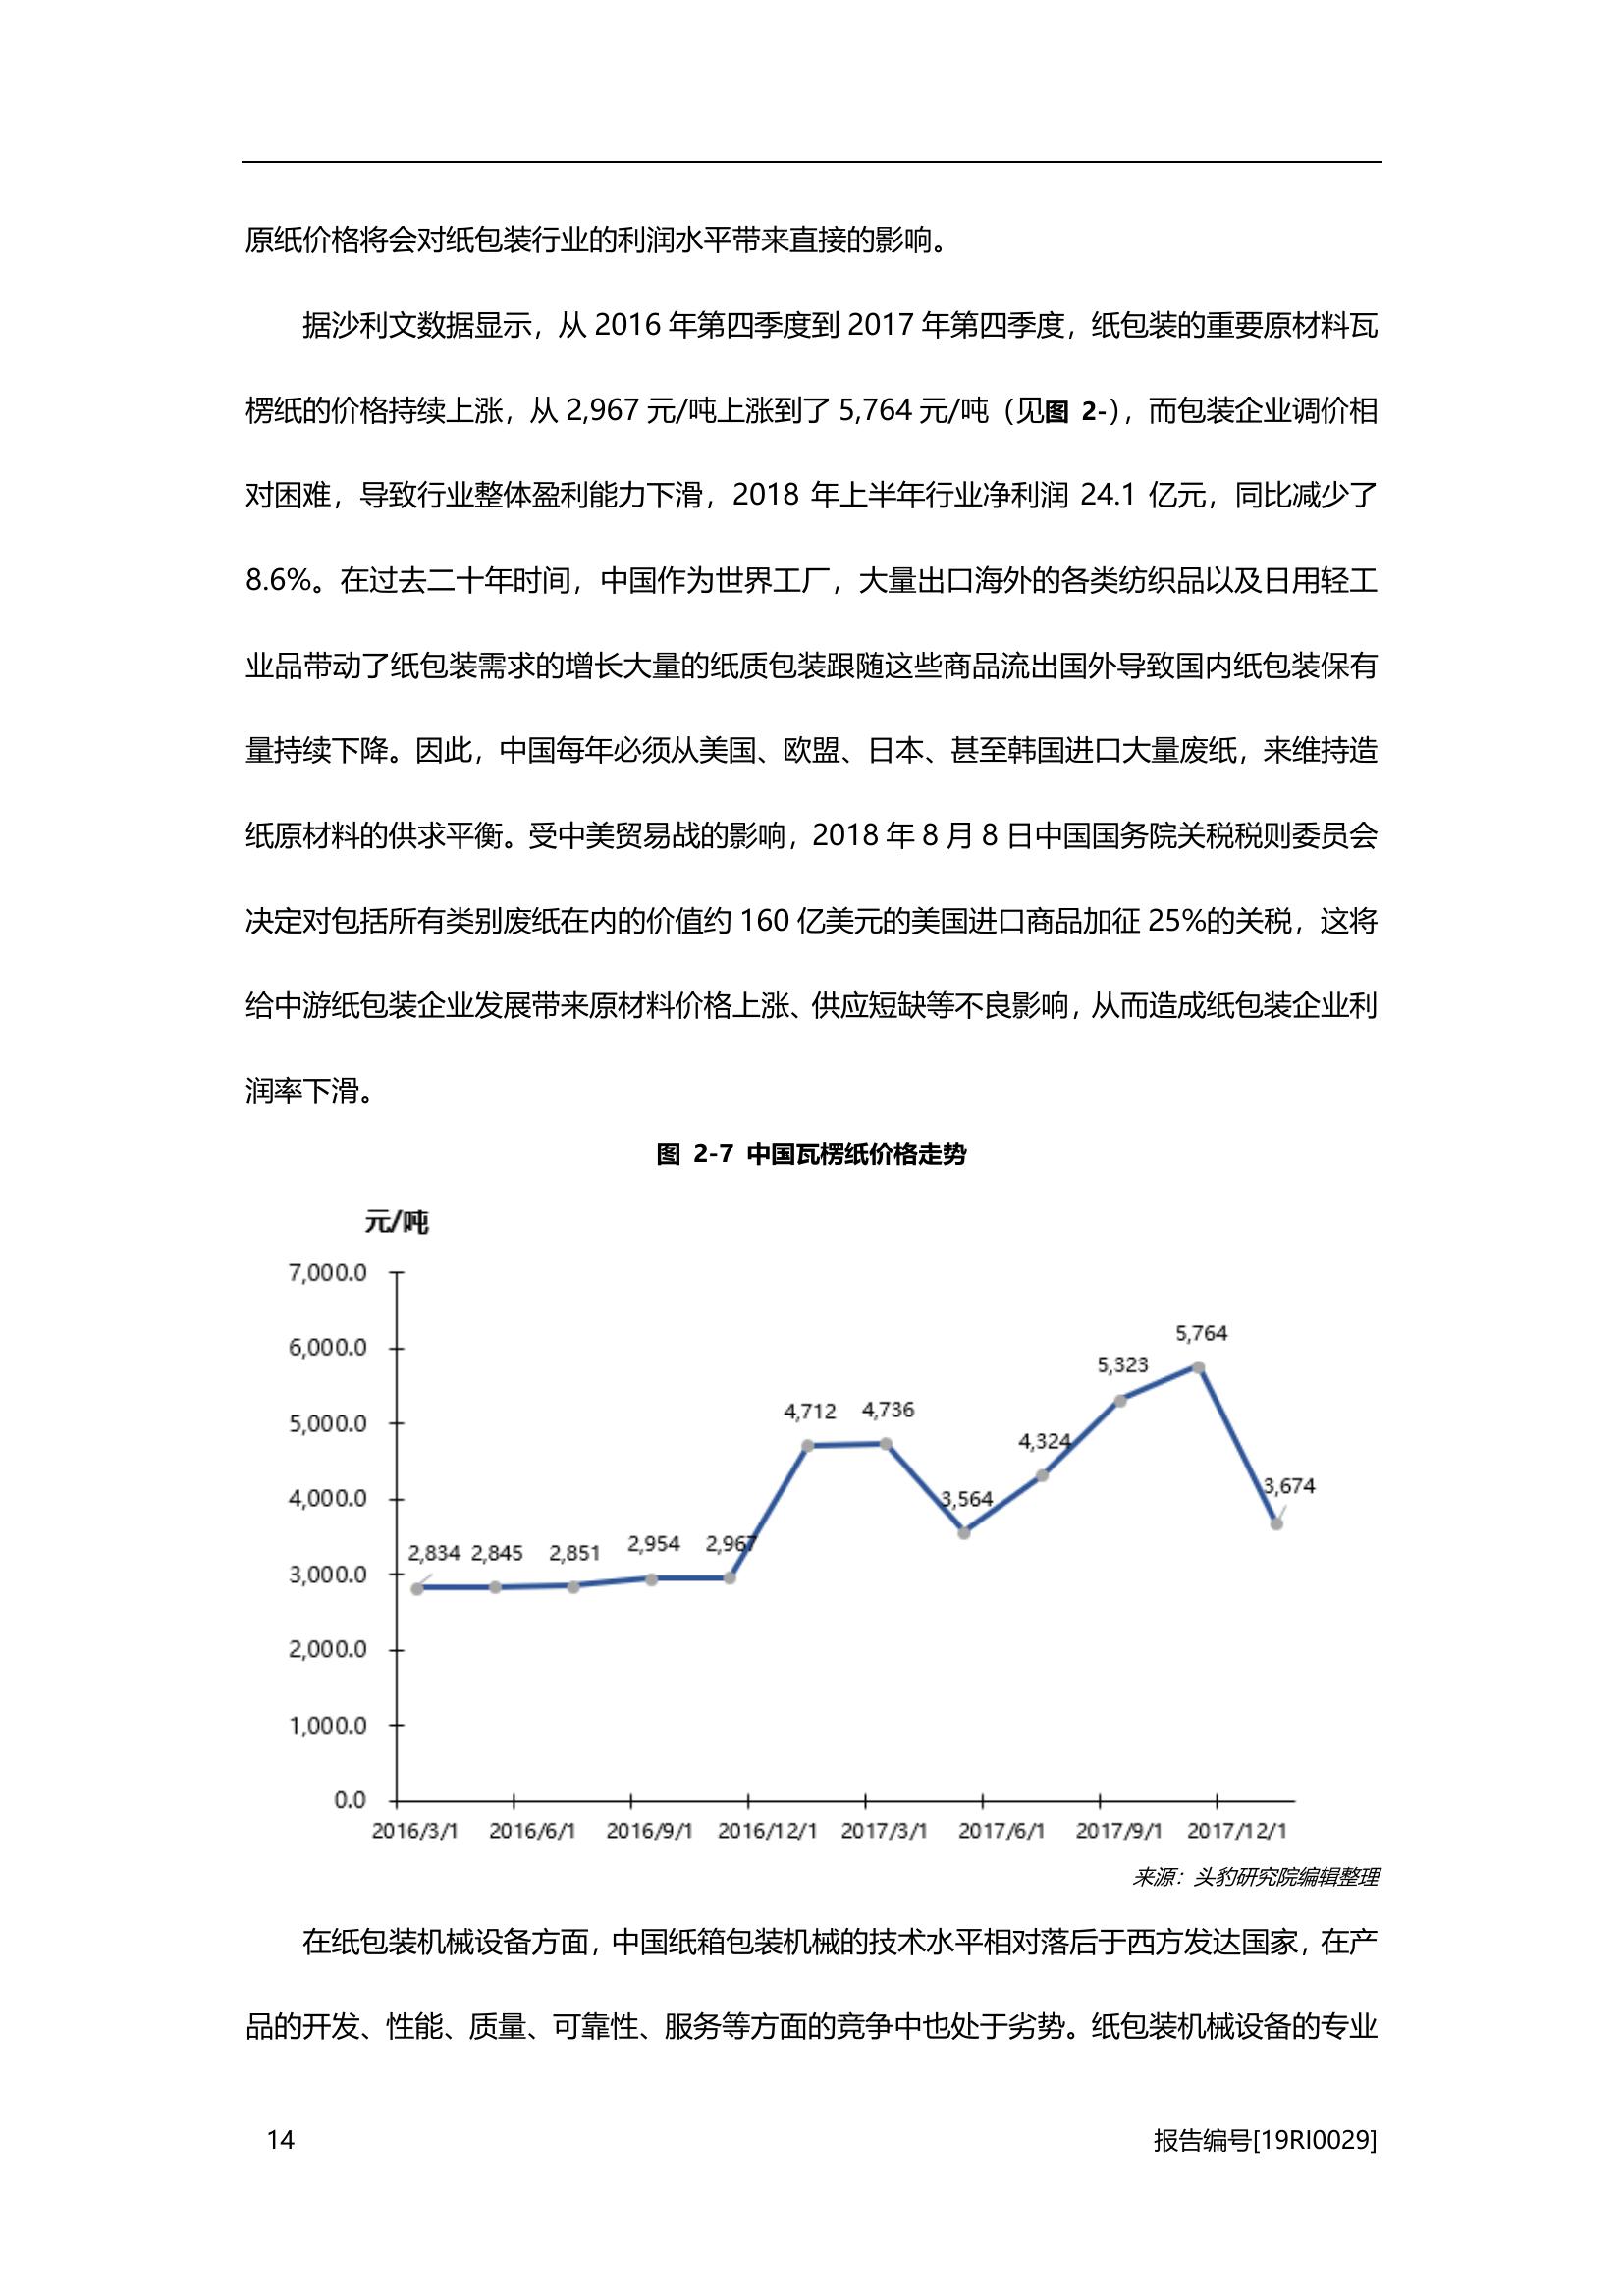 原纸价格将会对纸包装行业的利润水平带来直接的影响。
据沙利文数据显示，从 2016 年第四季度到 2017 年第四季度，纸包装的重要原材料瓦
楞纸的价格持续上涨，从 2,967 元/吨上涨到了 5,764 元/吨（见图 2-），而包装企业调价相
对困难，导致行业整体盈利能力下滑，2018 年上半年行业净利润 24.1 亿元，同比减少了
8.6%。在过去二十年时间，中国作为世界工厂，大量出口海外的各类纺织品以及日用轻工
业品带动了纸包装需求的增长大量的纸质包装跟随这些商品流出国外导致国内纸包装保有
量持续下降。因此，中国每年必须从美国、欧盟、日本、甚至韩国进口大量废纸，来维持造
纸原材料的供求平衡。受中美贸易战的影响，2018 年 8 月 8 日中国国务院关税税则委员会
决定对包括所有类别废纸在内的价值约 160 亿美元的美国进口商品加征 25%的关税，这将
给中游纸包装企业发展带来原材料价格上涨、供应短缺等不良影响，从而造成纸包装企业利
润率下滑。
图 2-7 中国瓦楞纸价格走势
元/吨
7,000.0
6,000.0
5,000.0
4,000.0
3,000.0
2,000.0
1,000.0
0.0
2,834 2,845 2,851 2,954 2,967 4,712 4,736 3,564 4,324 5,323 5,764 3,674
2016/3/1 2016/6/1 2016/9/1 2016/12/1 2017/3/1 2017/6/1 2017/9/1 2017/12/1
来源：头豹研究院编辑整理
在纸包装机械设备方面，中国纸箱包装机械的技术水平相对落后于西方发达国家，在产
品的开发、性能、质量、可靠性、服务等方面的竞争中也处于劣势。纸包装机械设备的专业
14 报告编号[19RI0029]